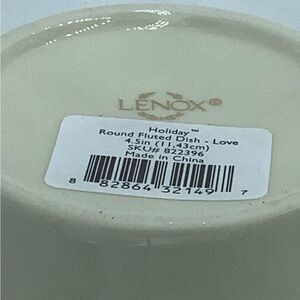 LENOX®
Holiday™
Round Fluted Dish - Love
4.5in (11.43cm)
SKU# 822396
Made in China
8 82864 32149 7